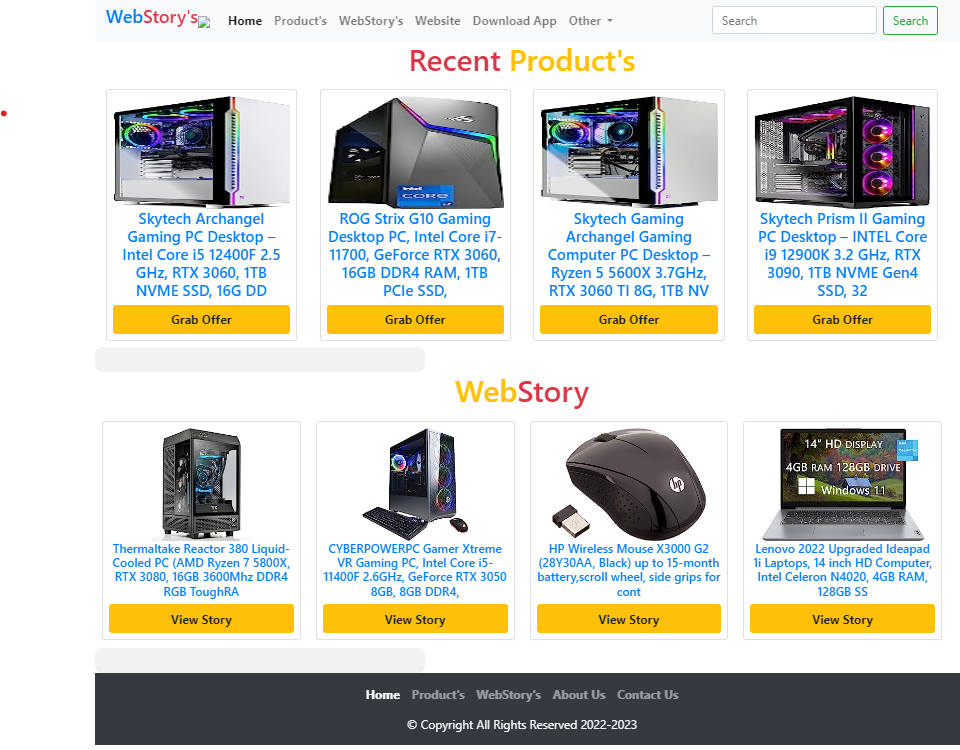 WebStory's Home Product's WebStory's Website Download App Other Search Search
Recent Product's
intel
CORE
Skytech Archangel
Gaming PC Desktop –
Intel Core i5 12400F 2.5
GHz, RTX 3060, 1TB
NVME SSD, 16G DD
Grab Offer
ROG Strix G10 Gaming
Desktop PC, Intel Core i7-
11700, GeForce RTX 3060,
16GB DDR4 RAM, 1TB
PCIe SSD,
Grab Offer
Skytech Gaming
Archangel Gaming
Computer PC Desktop –
Ryzen 5 5600X 3.7GHz,
RTX 3060 TI 8G, 1TB NV
Grab Offer
Skytech Prism II Gaming
PC Desktop – INTEL Core
i9 12900K 3.2 GHz, RTX
3090, 1TB NVME Gen4
SSD, 32
Grab Offer
WebStory
Thermaltake Reactor 380 Liquid-
Cooled PC (AMD Ryzen 7 5800X,
RTX 3080, 16GB 3600Mhz DDR4
RGB ToughRA
View Story
CYBERPOWERPC Gamer Xtreme
VR Gaming PC, Intel Core i5-
11400F 2.6GHz, GeForce RTX 3050
8GB, 8GB DDR4,
View Story
hp
HP Wireless Mouse X3000 G2
(28Y30AA, Black) up to 15-month
battery,scroll wheel, side grips for
cont
View Story
14" HD DISPLAY
4GB RAM 128GB DRIVE
Windows 11
Lenovo 2022 Upgraded Ideapad
1i Laptops, 14 inch HD Computer,
Intel Celeron N4020, 4GB RAM,
128GB SS
View Story
Home Product's WebStory's About Us Contact Us
© Copyright All Rights Reserved 2022-2023